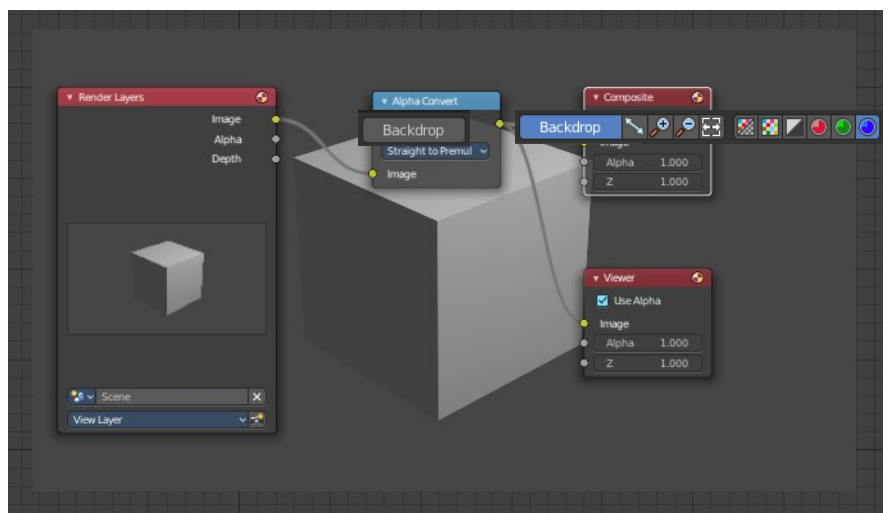 Render Layers
Image
Alpha
Depth
Scene
View Layer
Alpha Convert
Backdrop
Straight to Premul
Image
Composite
Backdrop
Alpha 1.000
Z 1.000
Viewer
Use Alpha
Image
Alpha 1.000
Z 1.000